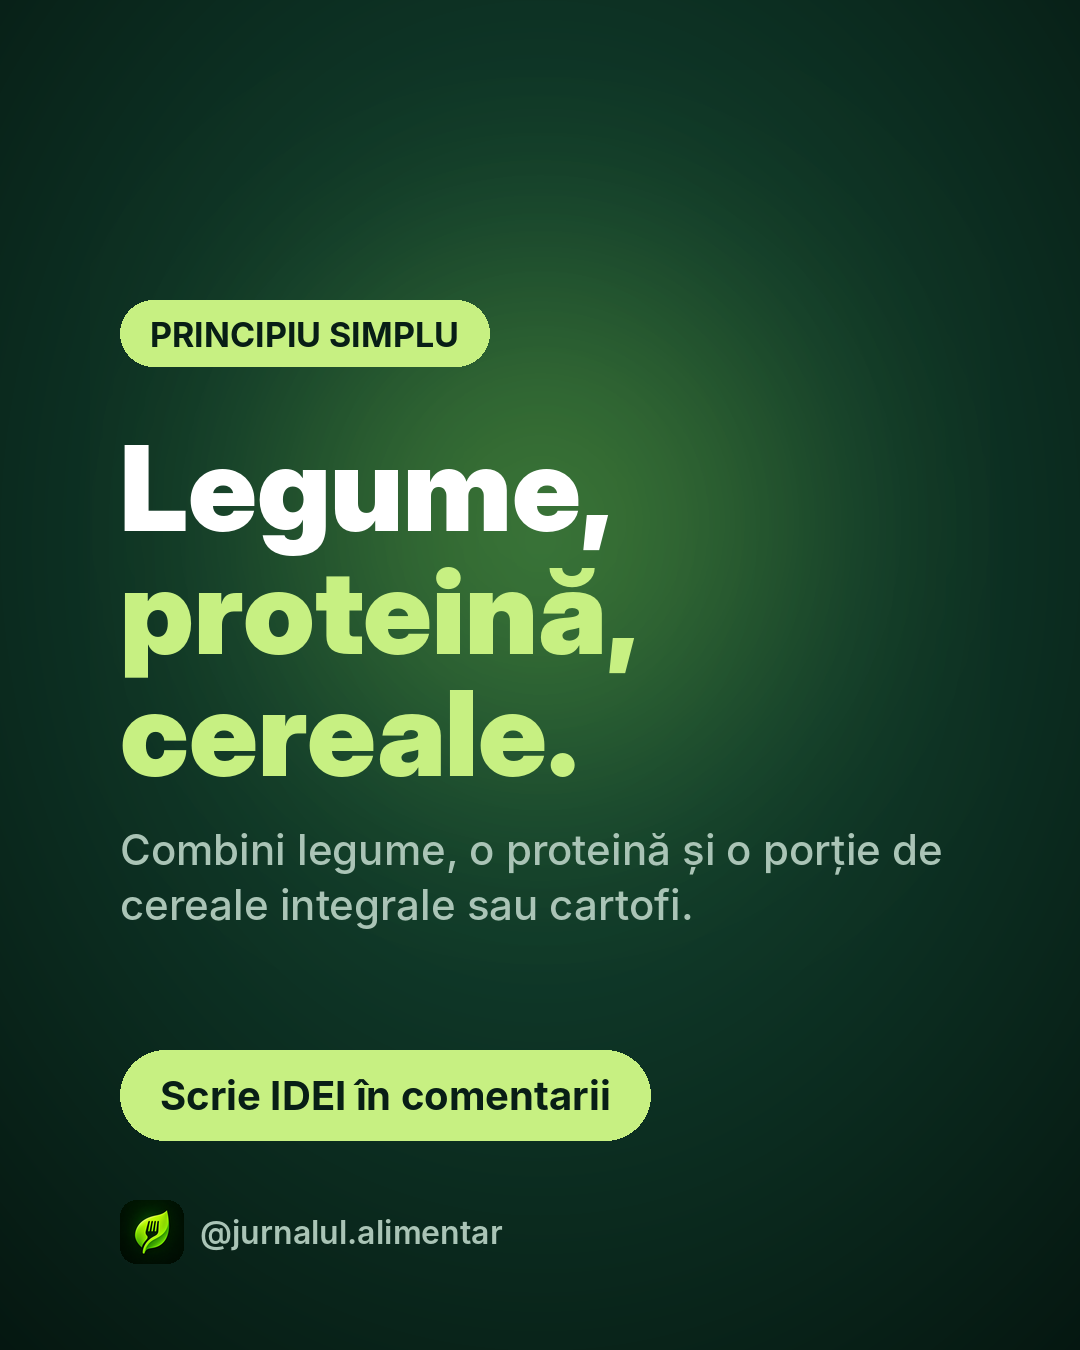 PRINCIPIU SIMPLU
Legume,
proteină,
cereale.
Combini legume, o proteină și o porție de
cereale integrale sau cartofi.
Scrie IDEI în comentarii
@jurnalul.alimentar